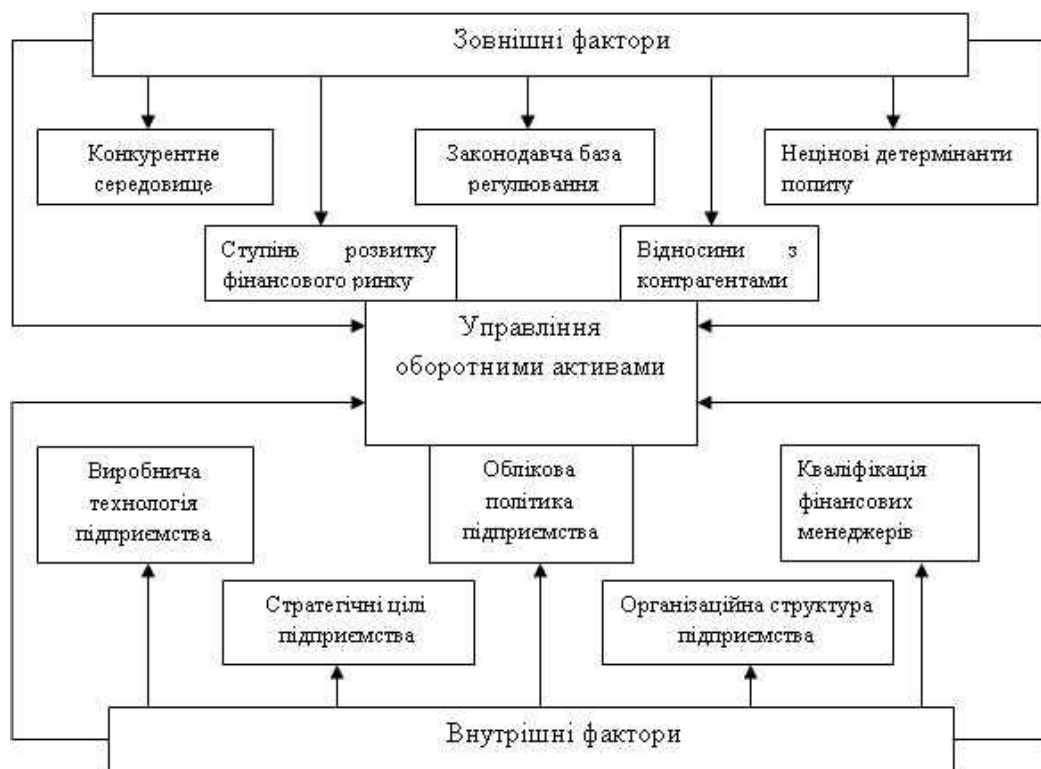 Зовнішні фактори
Конкурентне
середовище
Законодавча база
регулювання
Нецінові детермінанти
попиту
Ступінь розвитку
фінансового ринку
Відносини з
контрагентами
Управління
оборотними активами
Виробнича
технологія
підприємства
Облікова
політика
підприємства
Кваліфікація
фінансових
менеджерів
Стратегічні цілі
підприємства
Організаційна структура
підприємства
Внутрішні фактори